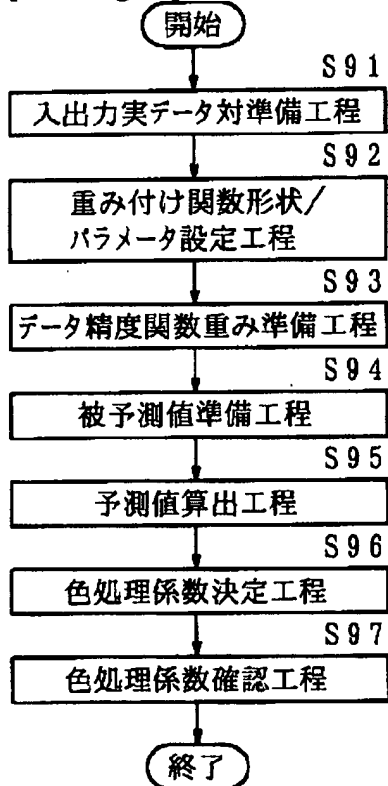 開始
S91
入出力実データ対準備工程
S92
重み付け関数形状/
パラメータ設定工程
S93
データ精度関数重み準備工程
S94
被予測値準備工程
S95
予測値算出工程
S96
色処理係数決定工程
S97
色処理係数確認工程
終了